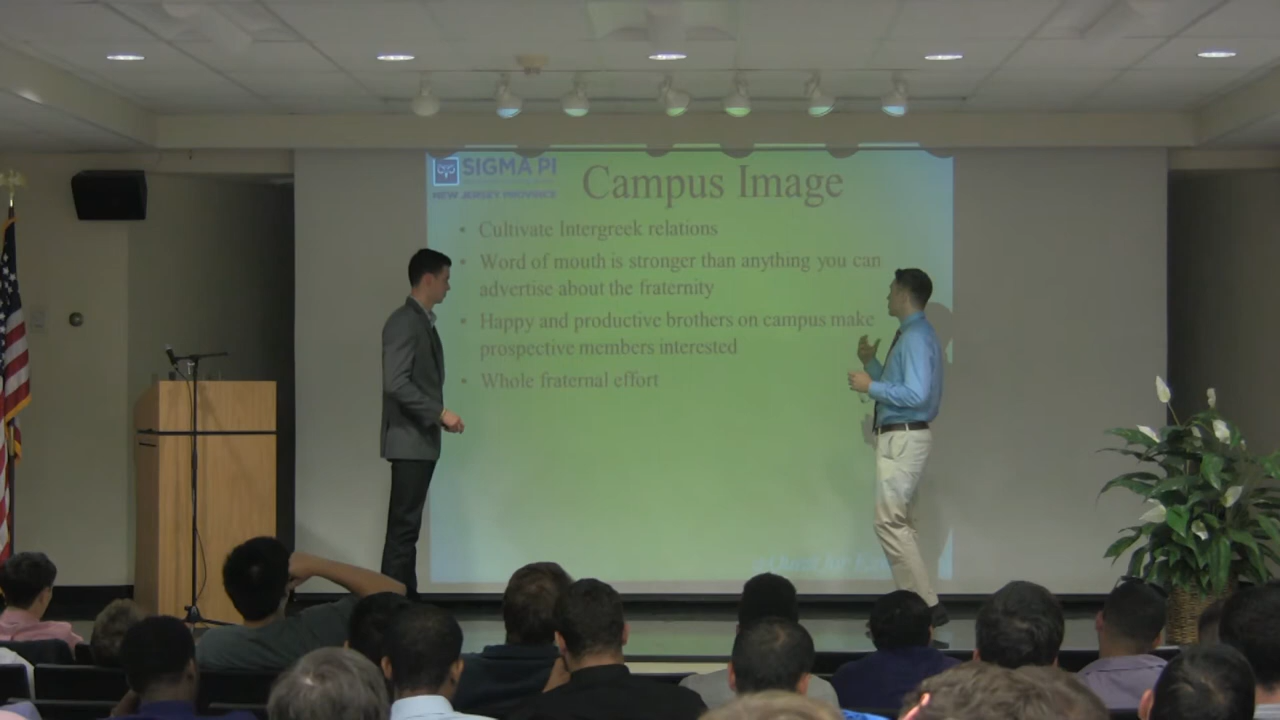 SIGMA PI
NEW JERSEY PROVINCE
Campus Image
• Cultivate Intergreek relations
• Word of mouth is stronger than anything you can
advertise about the fraternity
• Happy and productive brothers on campus make
prospective members interested
• Whole fraternal effort